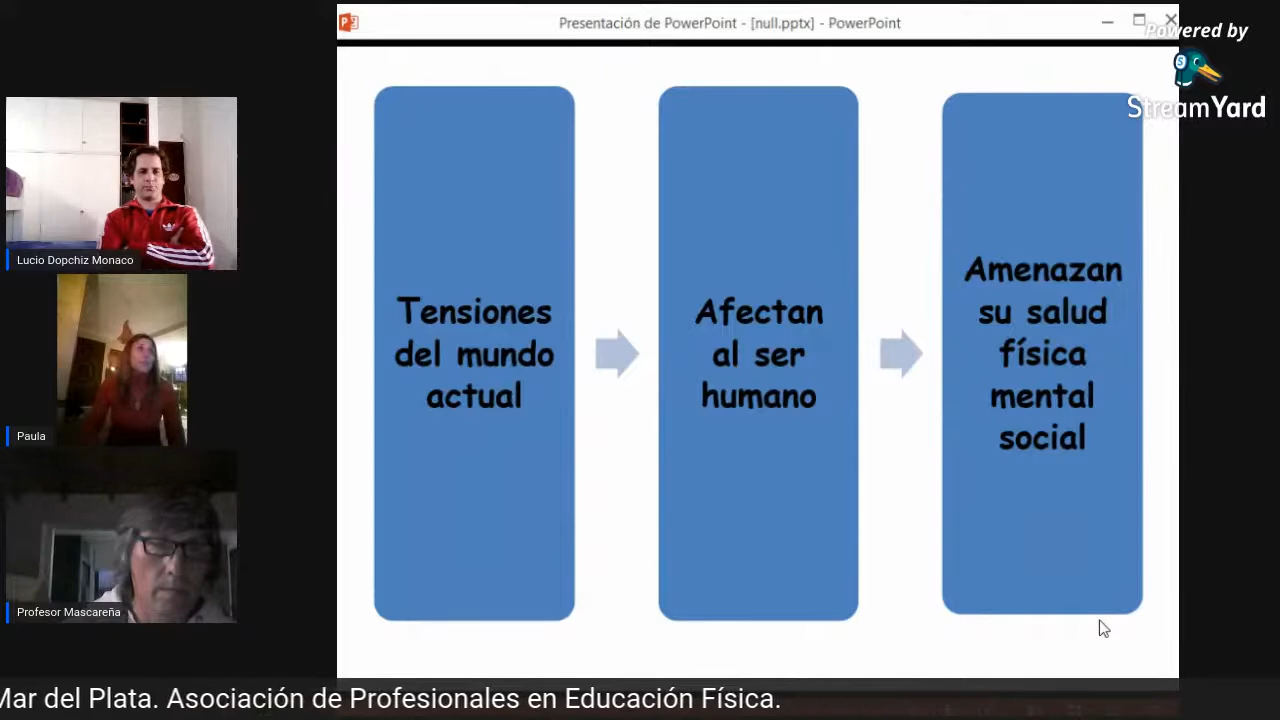 Presentación de PowerPoint - [null.pptx] - PowerPoint
Powered by
StreamYard
Tensiones
del mundo
actual
Afectan
al ser
humano
Amenazan
su salud
física
mental
social
Lucio Dopchiz Monaco
Paula
Profesor Mascareña
Mar del Plata. Asociación de Profesionales en Educación Física.